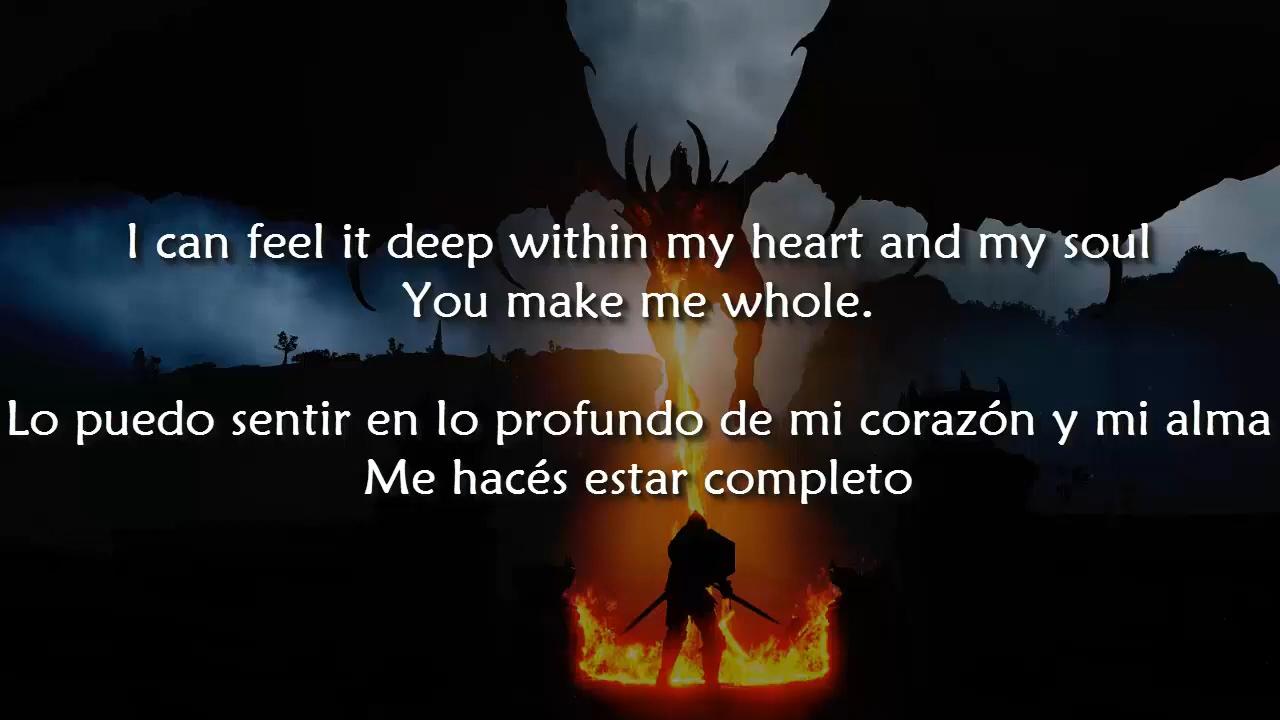 I can feel it deep within my heart and my soul
You make me whole.
Lo puedo sentir en lo profundo de mi corazón y mi alma
Me hacés estar completo